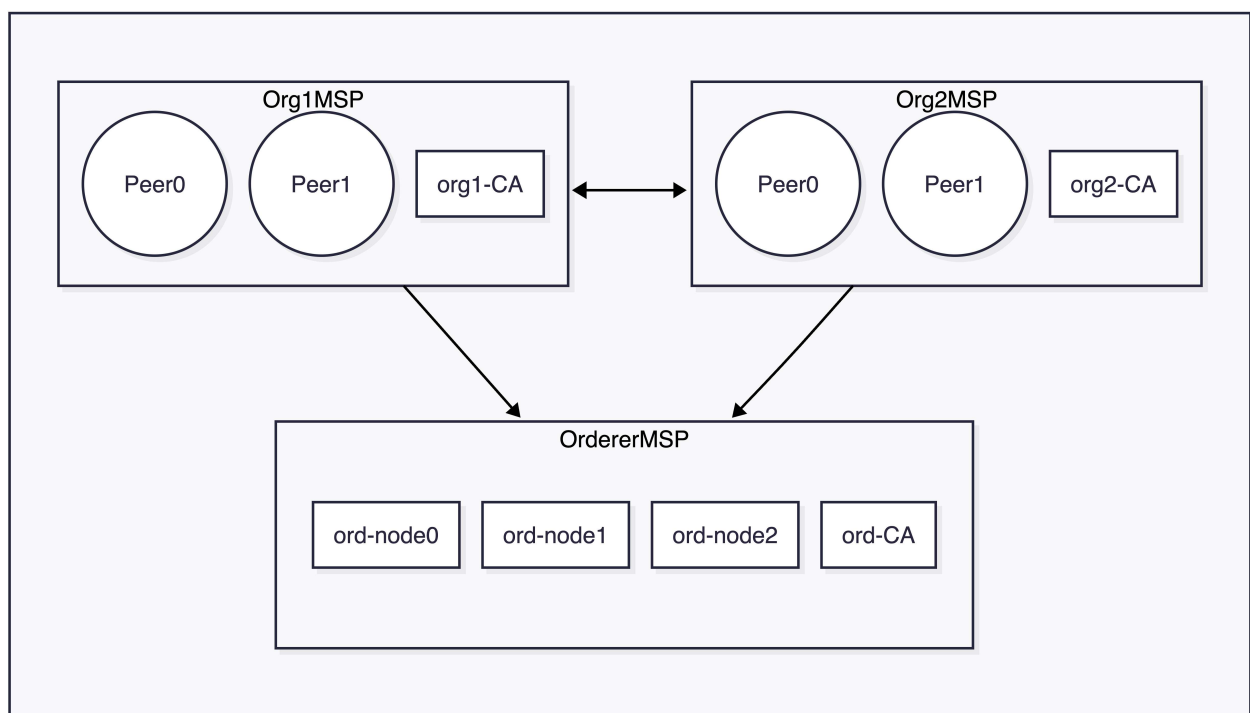 Org1MSP
Peer0
Peer1
org1-CA
Org2MSP
Peer0
Peer1
org2-CA
OrdererMSP
ord-node0
ord-node1
ord-node2
ord-CA